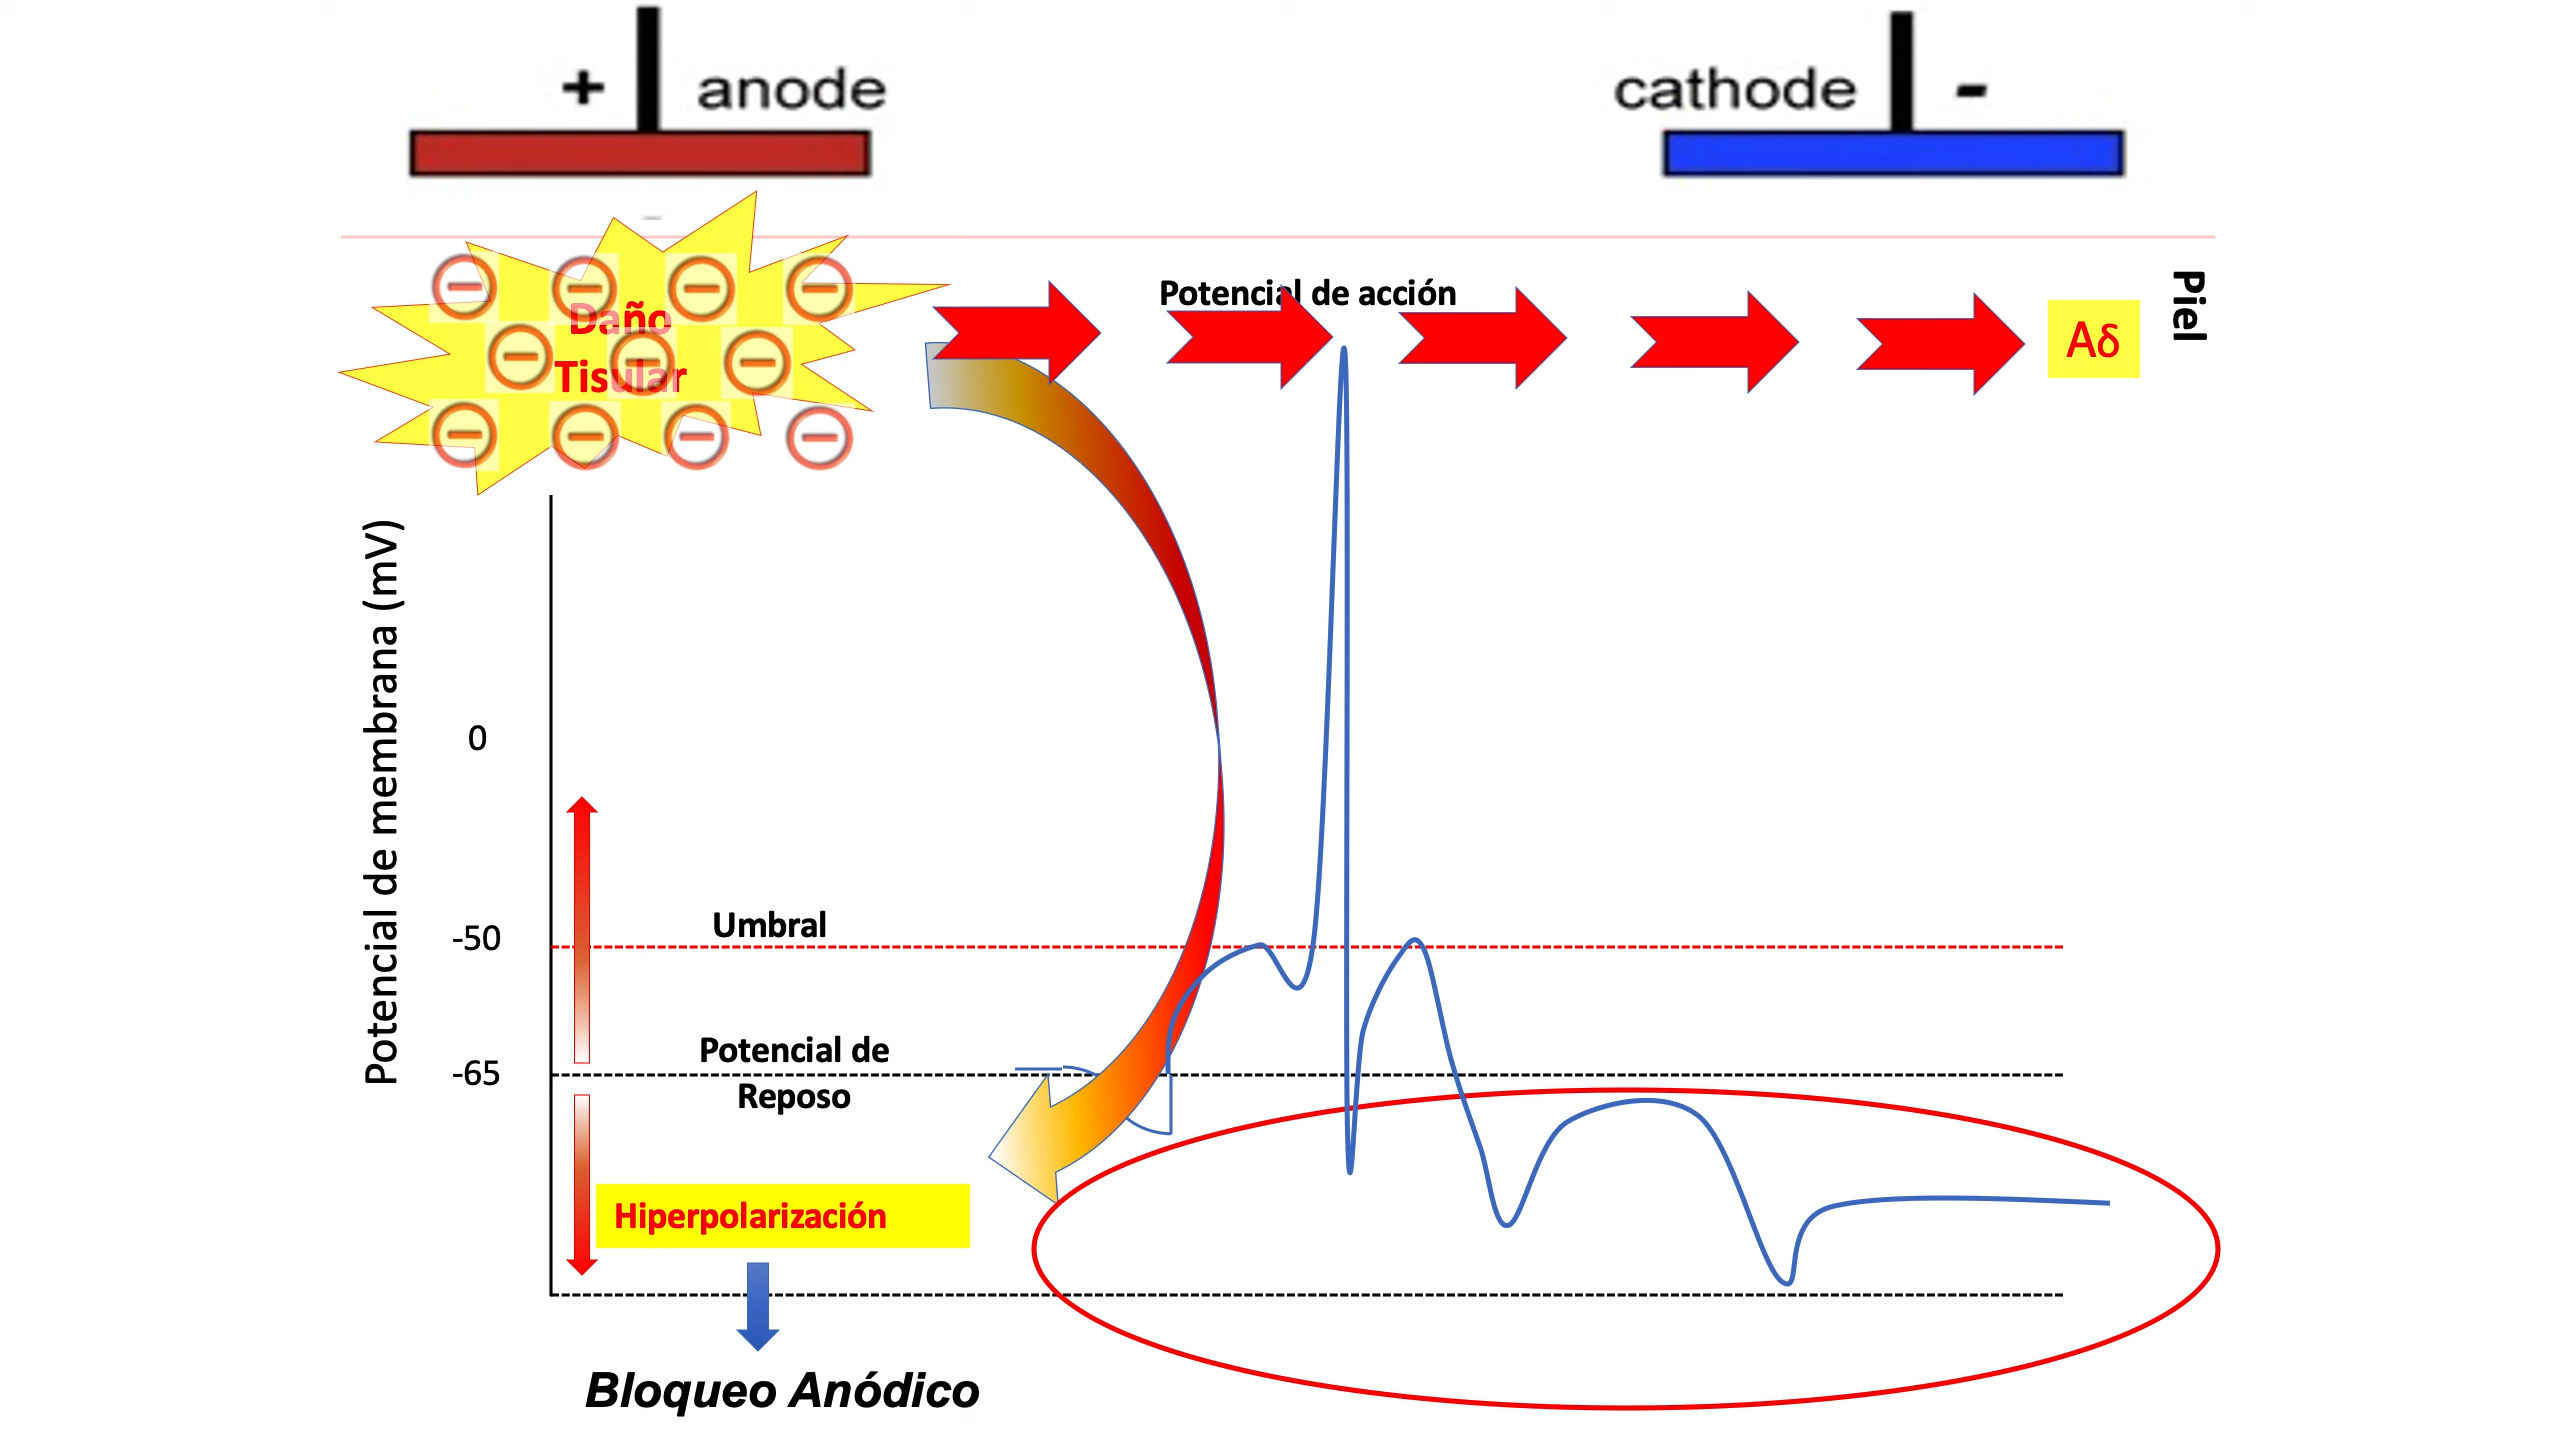 + anode
cathode -
Piel
Daño
Tisular
Potencial de acción
Aδ
Potencial de membrana (mV)
0
-50
-65
Umbral
Potencial de
Reposo
Hiperpolarización
Bloqueo Anódico